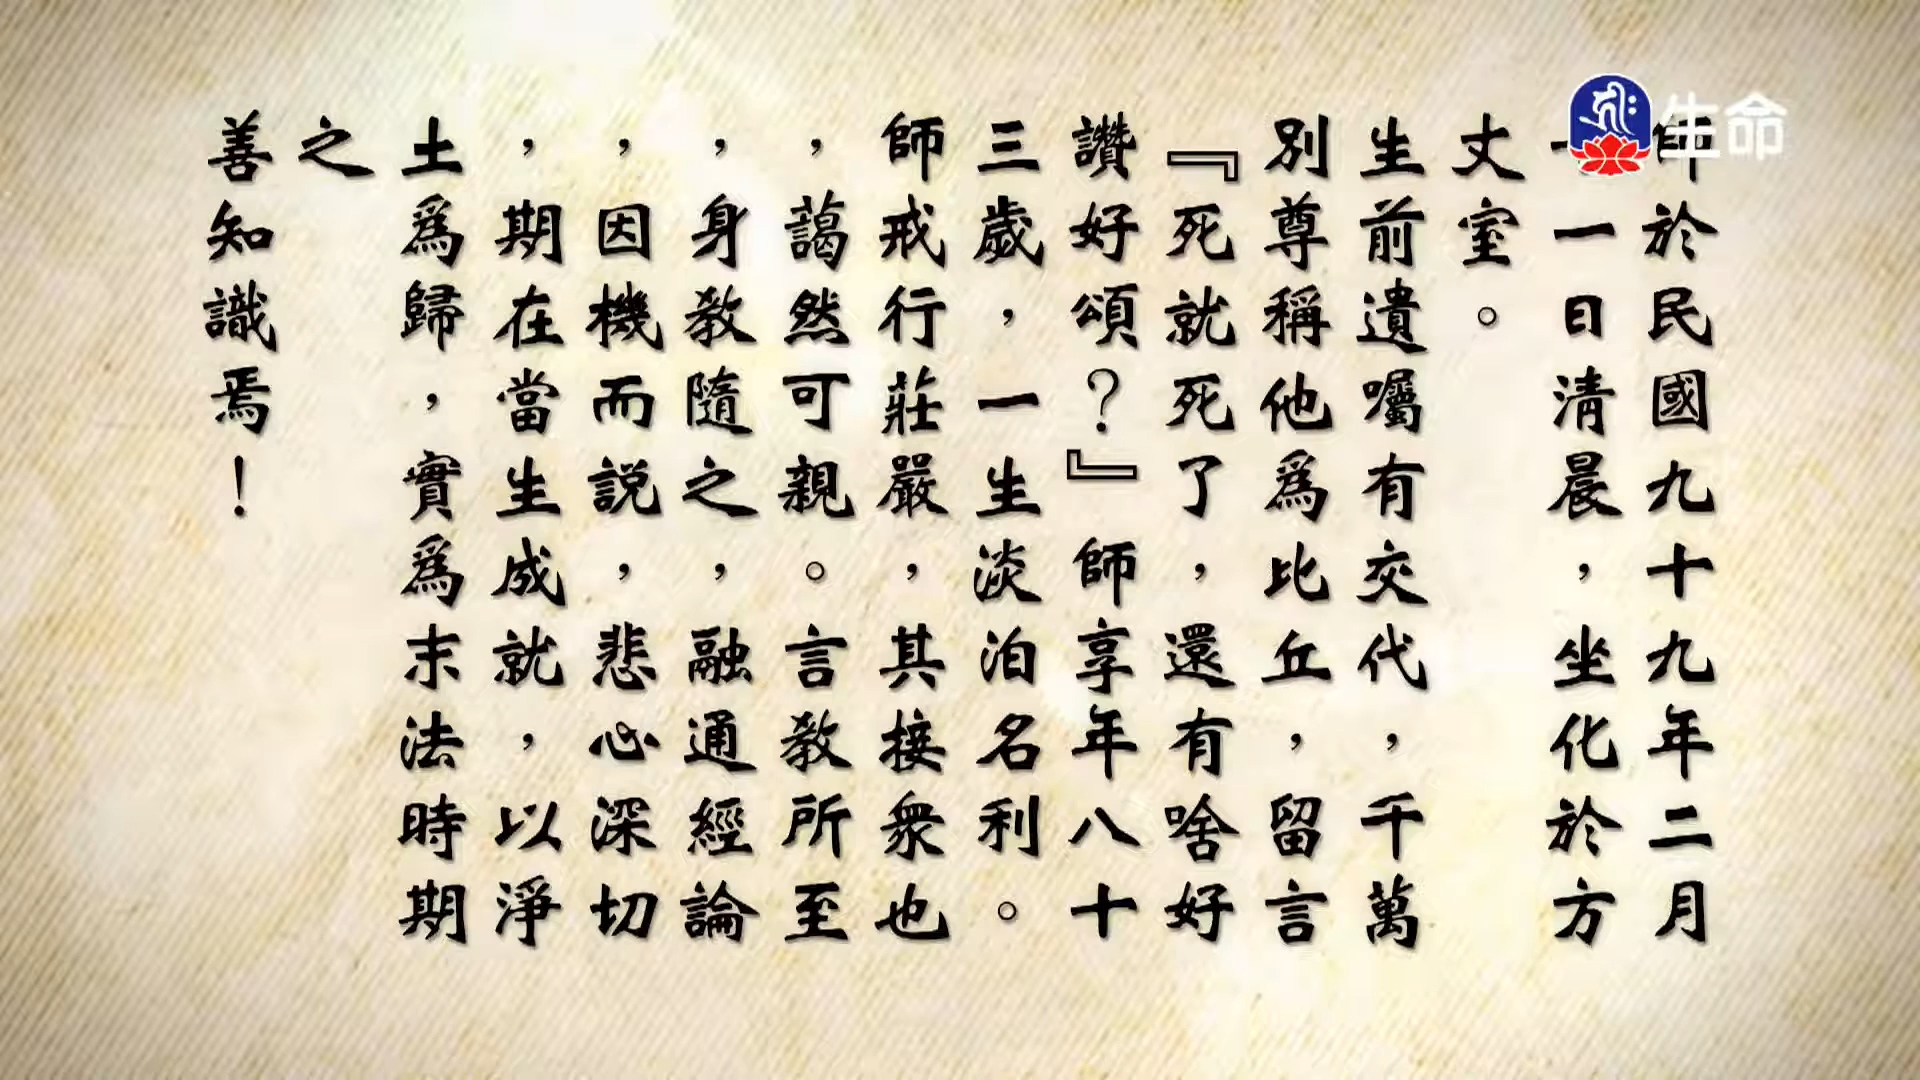 師於民國九十九年二月
一日清晨，坐化於方
丈室。
生前遺囑有交代，千萬
別尊稱他為比丘，留言
『死就死了，還有啥好
讚好頌？』師享年八十
三歲，一生淡泊名利。
師戒行莊嚴，其接眾也
，藹然可親。言教所至
，身教隨之，融通經論
，因機而說，悲心深切
，期在當生成就，以淨
土為歸，實為末法時期
之
善知識焉！
生命